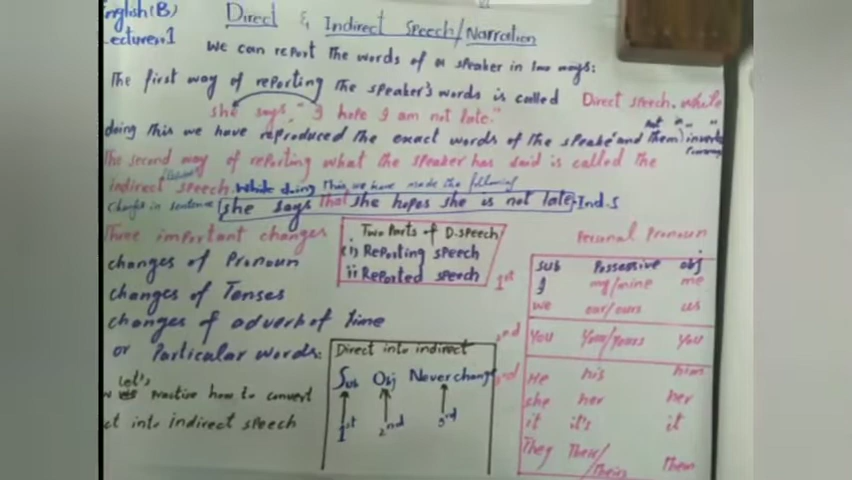 nglish(B)
Direct & Indirect Speech/Narration
Lecture.1
We can report the words of a speaker in two ways:
The first way of reporting the speaker's words is called Direct speech. while
she says, "I hope I am not late."
doing this we have reproduced the exact words of the speaker and put them in inverted
The second way of reporting what the speaker has said is called the
indirect speech. While doing this we have made the following
changes in sentence she says that she hopes she is not late. Ind.S
Three important changes
changes of Pronoun
changes of Tenses
changes of adverb of time
or Particular words:
Let's
practice how to convert
ct into indirect speech
Two Parts of D.speech
(i) Reporting speech
ii Reported speech
Direct into indirect
Sub Obj Never change
1st 2nd 3rd
Personal Pronoun
sub Possessive obj
1st I my/mine me
we our/ours us
2nd You Your/Yours You
3rd He his him
she her her
it it's it
They Their/Theirs Them